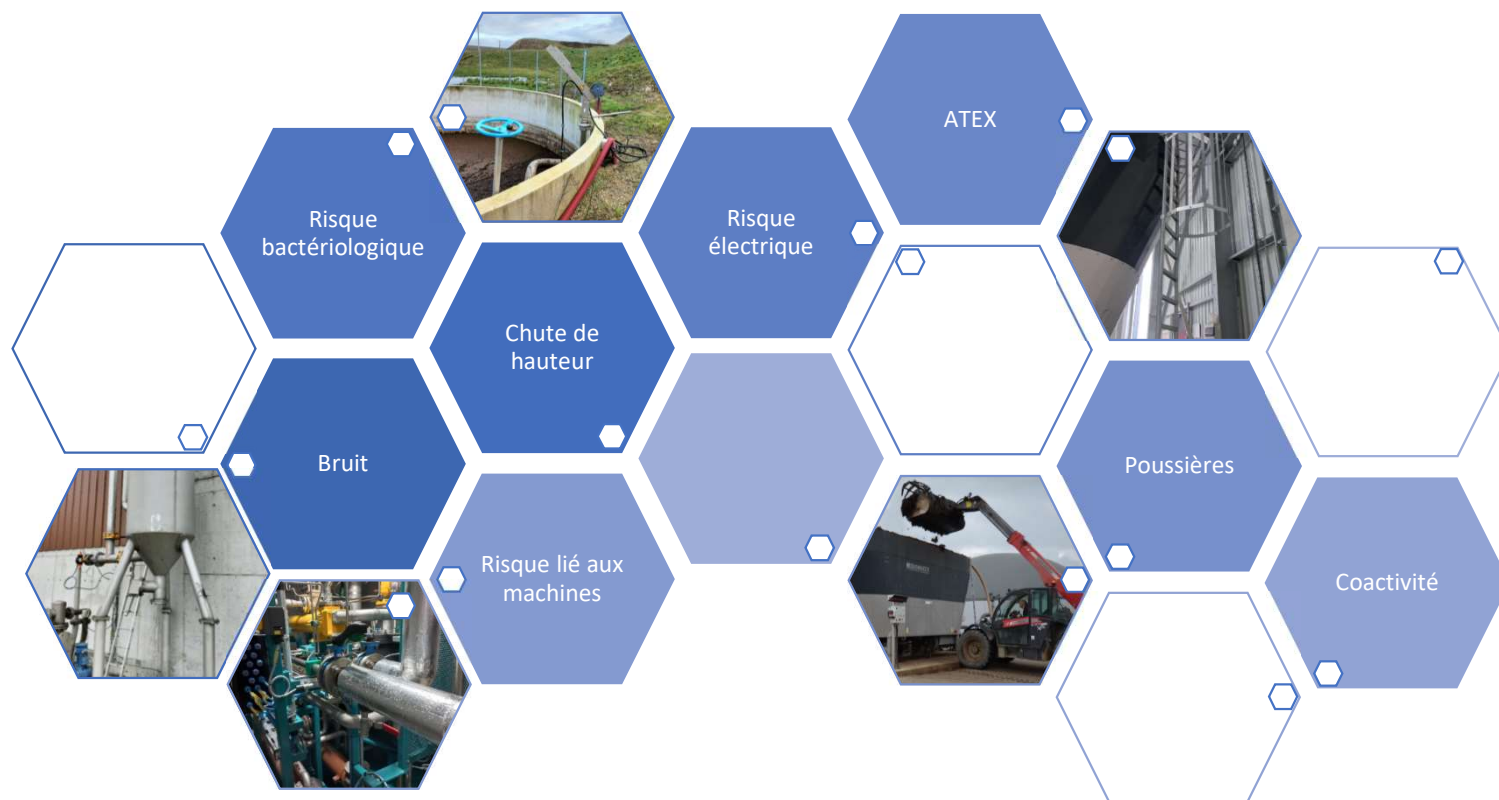 ATEX
Risque
bactériologique
Risque
électrique
Chute de
hauteur
Bruit
Poussières
Risque lié aux
machines
Coactivité